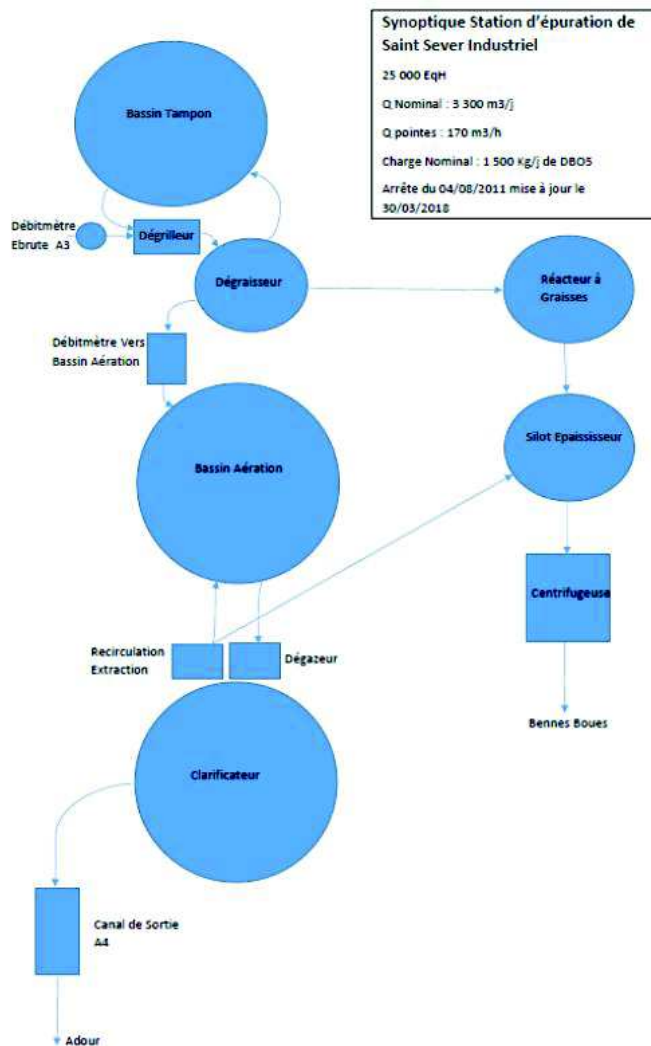 Synoptique Station d'épuration de
Saint Sever Industriel
25 000 EqH
Q Nominal : 3 300 m3/j
Q pointes : 170 m3/h
Charge Nominal : 1 500 Kg/j de DBO5
Arrête du 04/08/2011 mise à jour le
30/03/2018
Bassin Tampon
Débitmètre
Ebrute A3
Dégrilleur
Dégraisseur
Réacteur à
Graisses
Débitmètre Vers
Bassin Aération
Silot Epaississeur
Bassin Aération
Centrifugeuse
Recirculation
Extraction
Dégazeur
Bennes Boues
Clarificateur
Canal de Sortie
A4
Adour